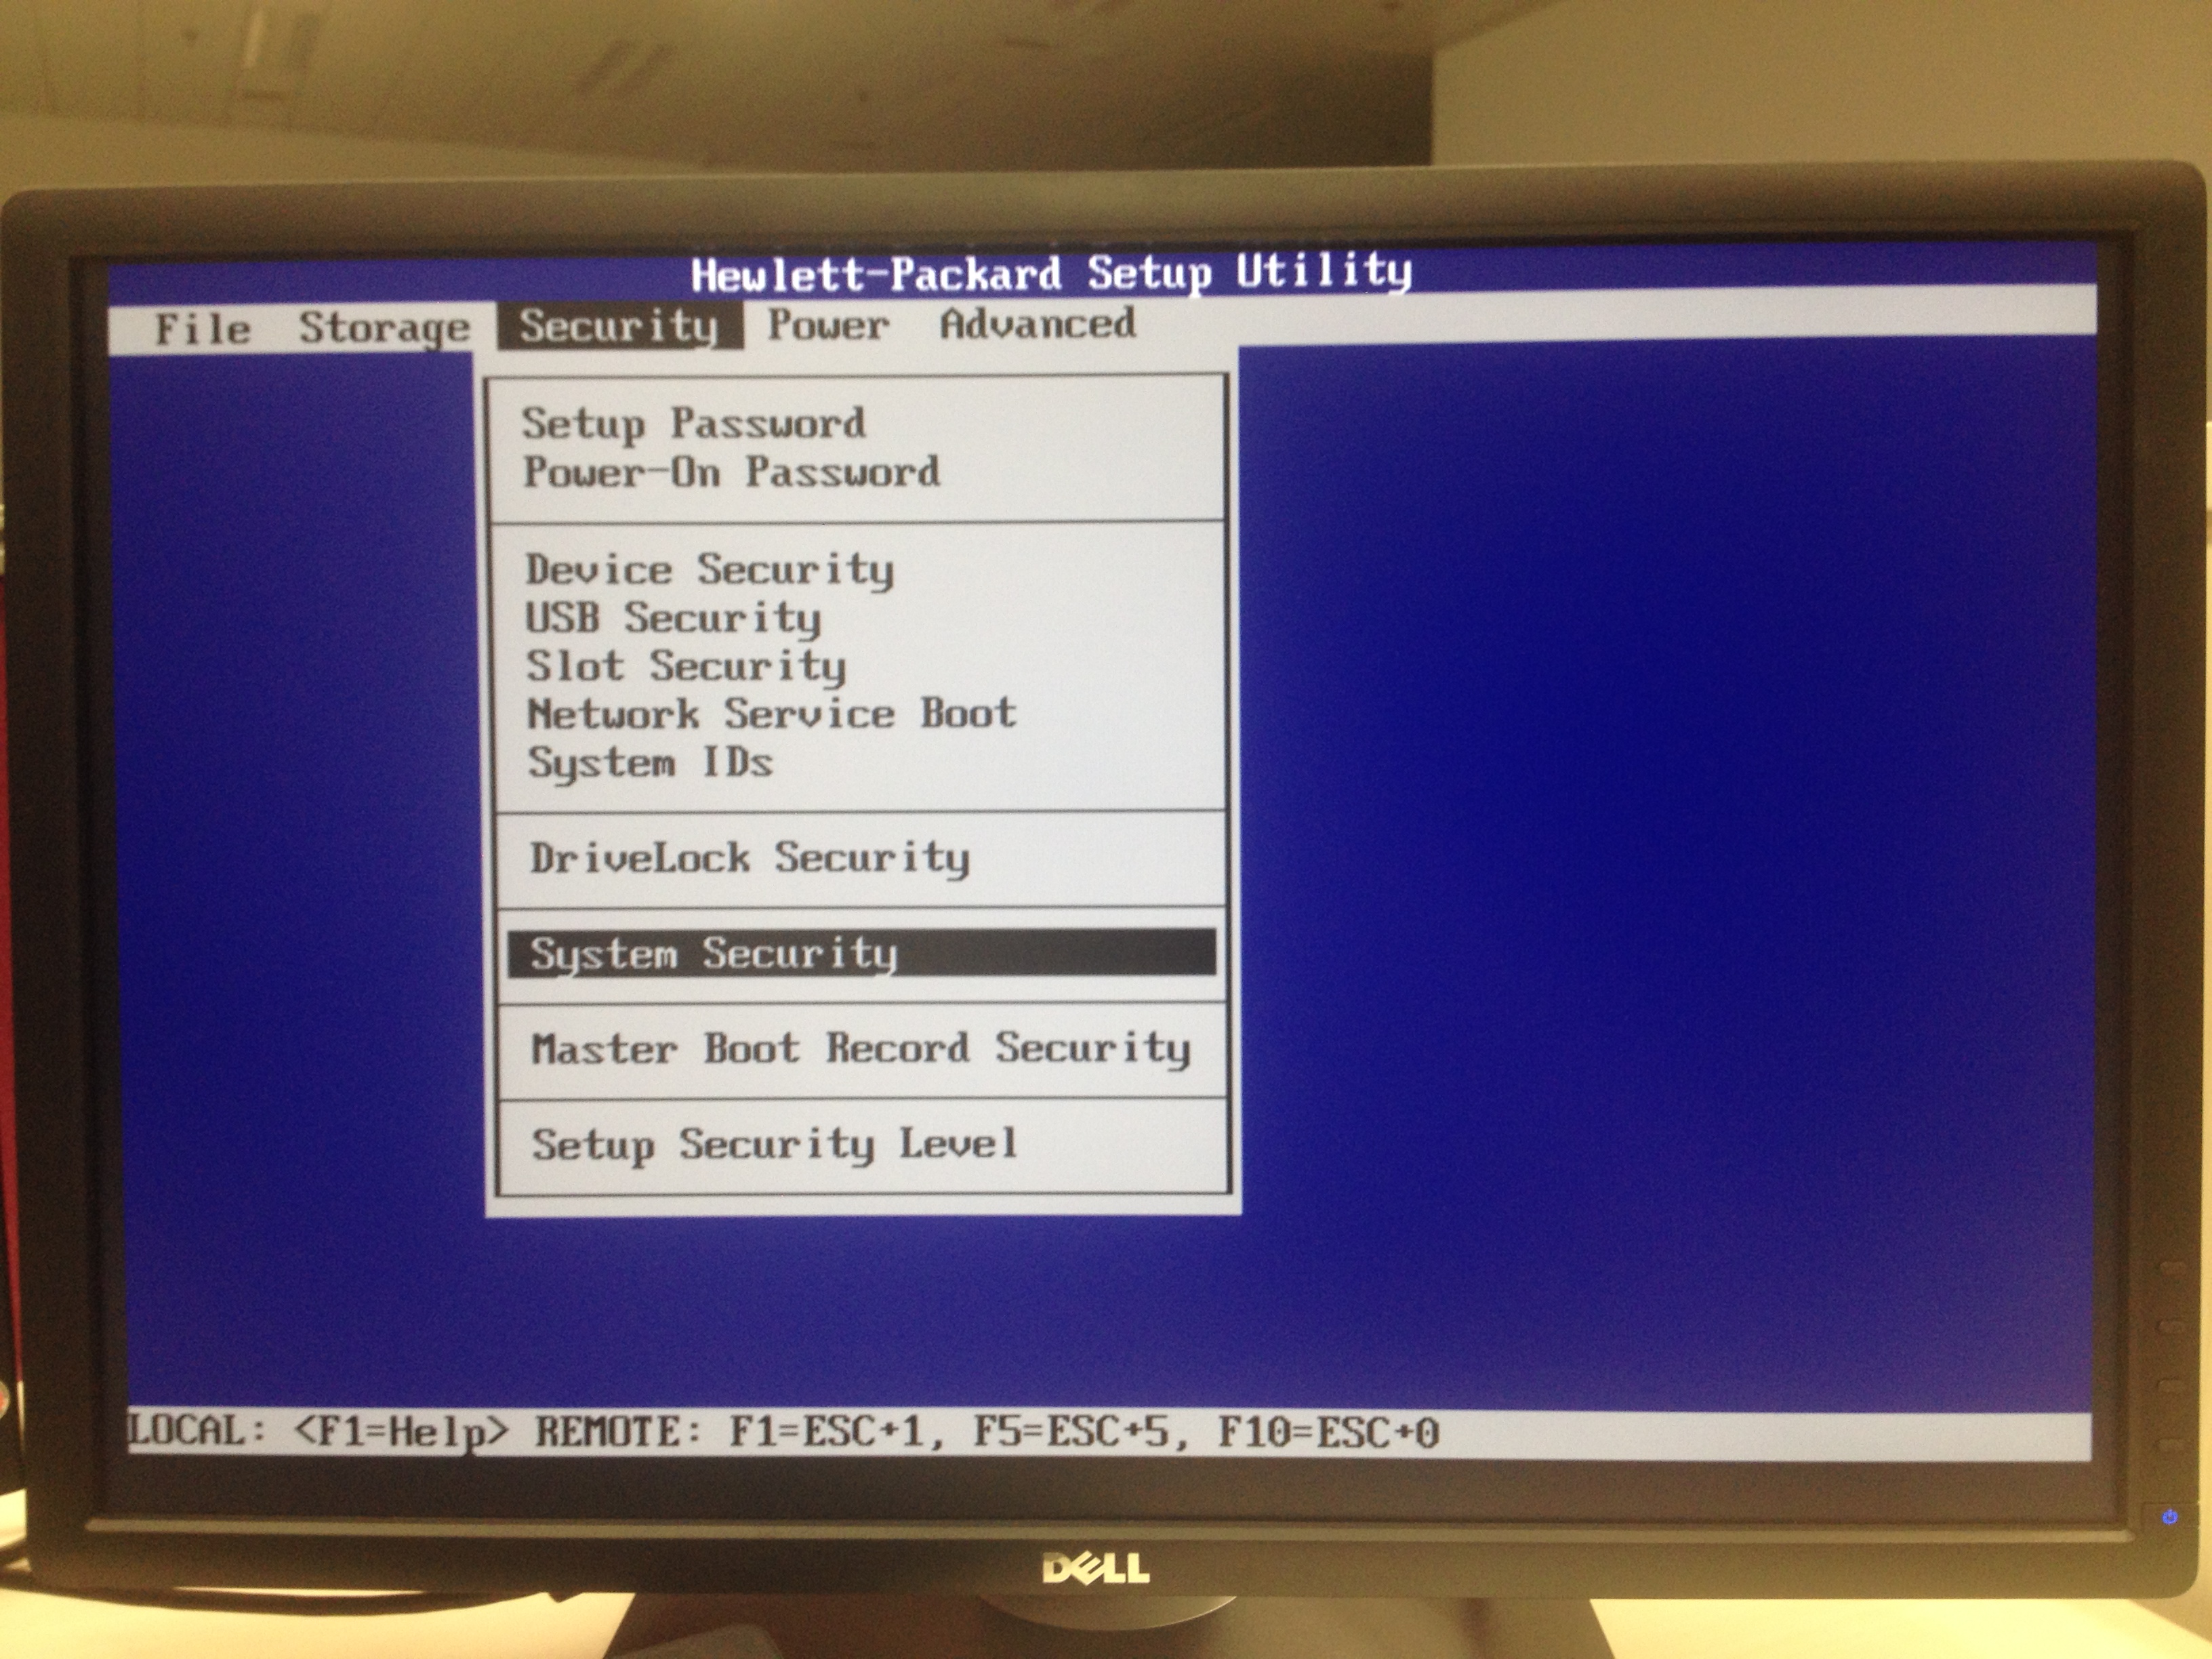 Hewlett-Packard Setup Utility
File Storage Security Power Advanced
Setup Password
Power-On Password
Device Security
USB Security
Slot Security
Network Service Boot
System IDs
DriveLock Security
System Security
Master Boot Record Security
Setup Security Level
LOCAL: <F1=Help> REMOTE: F1=ESC+1, F5=ESC+5, F10=ESC+0
DELL